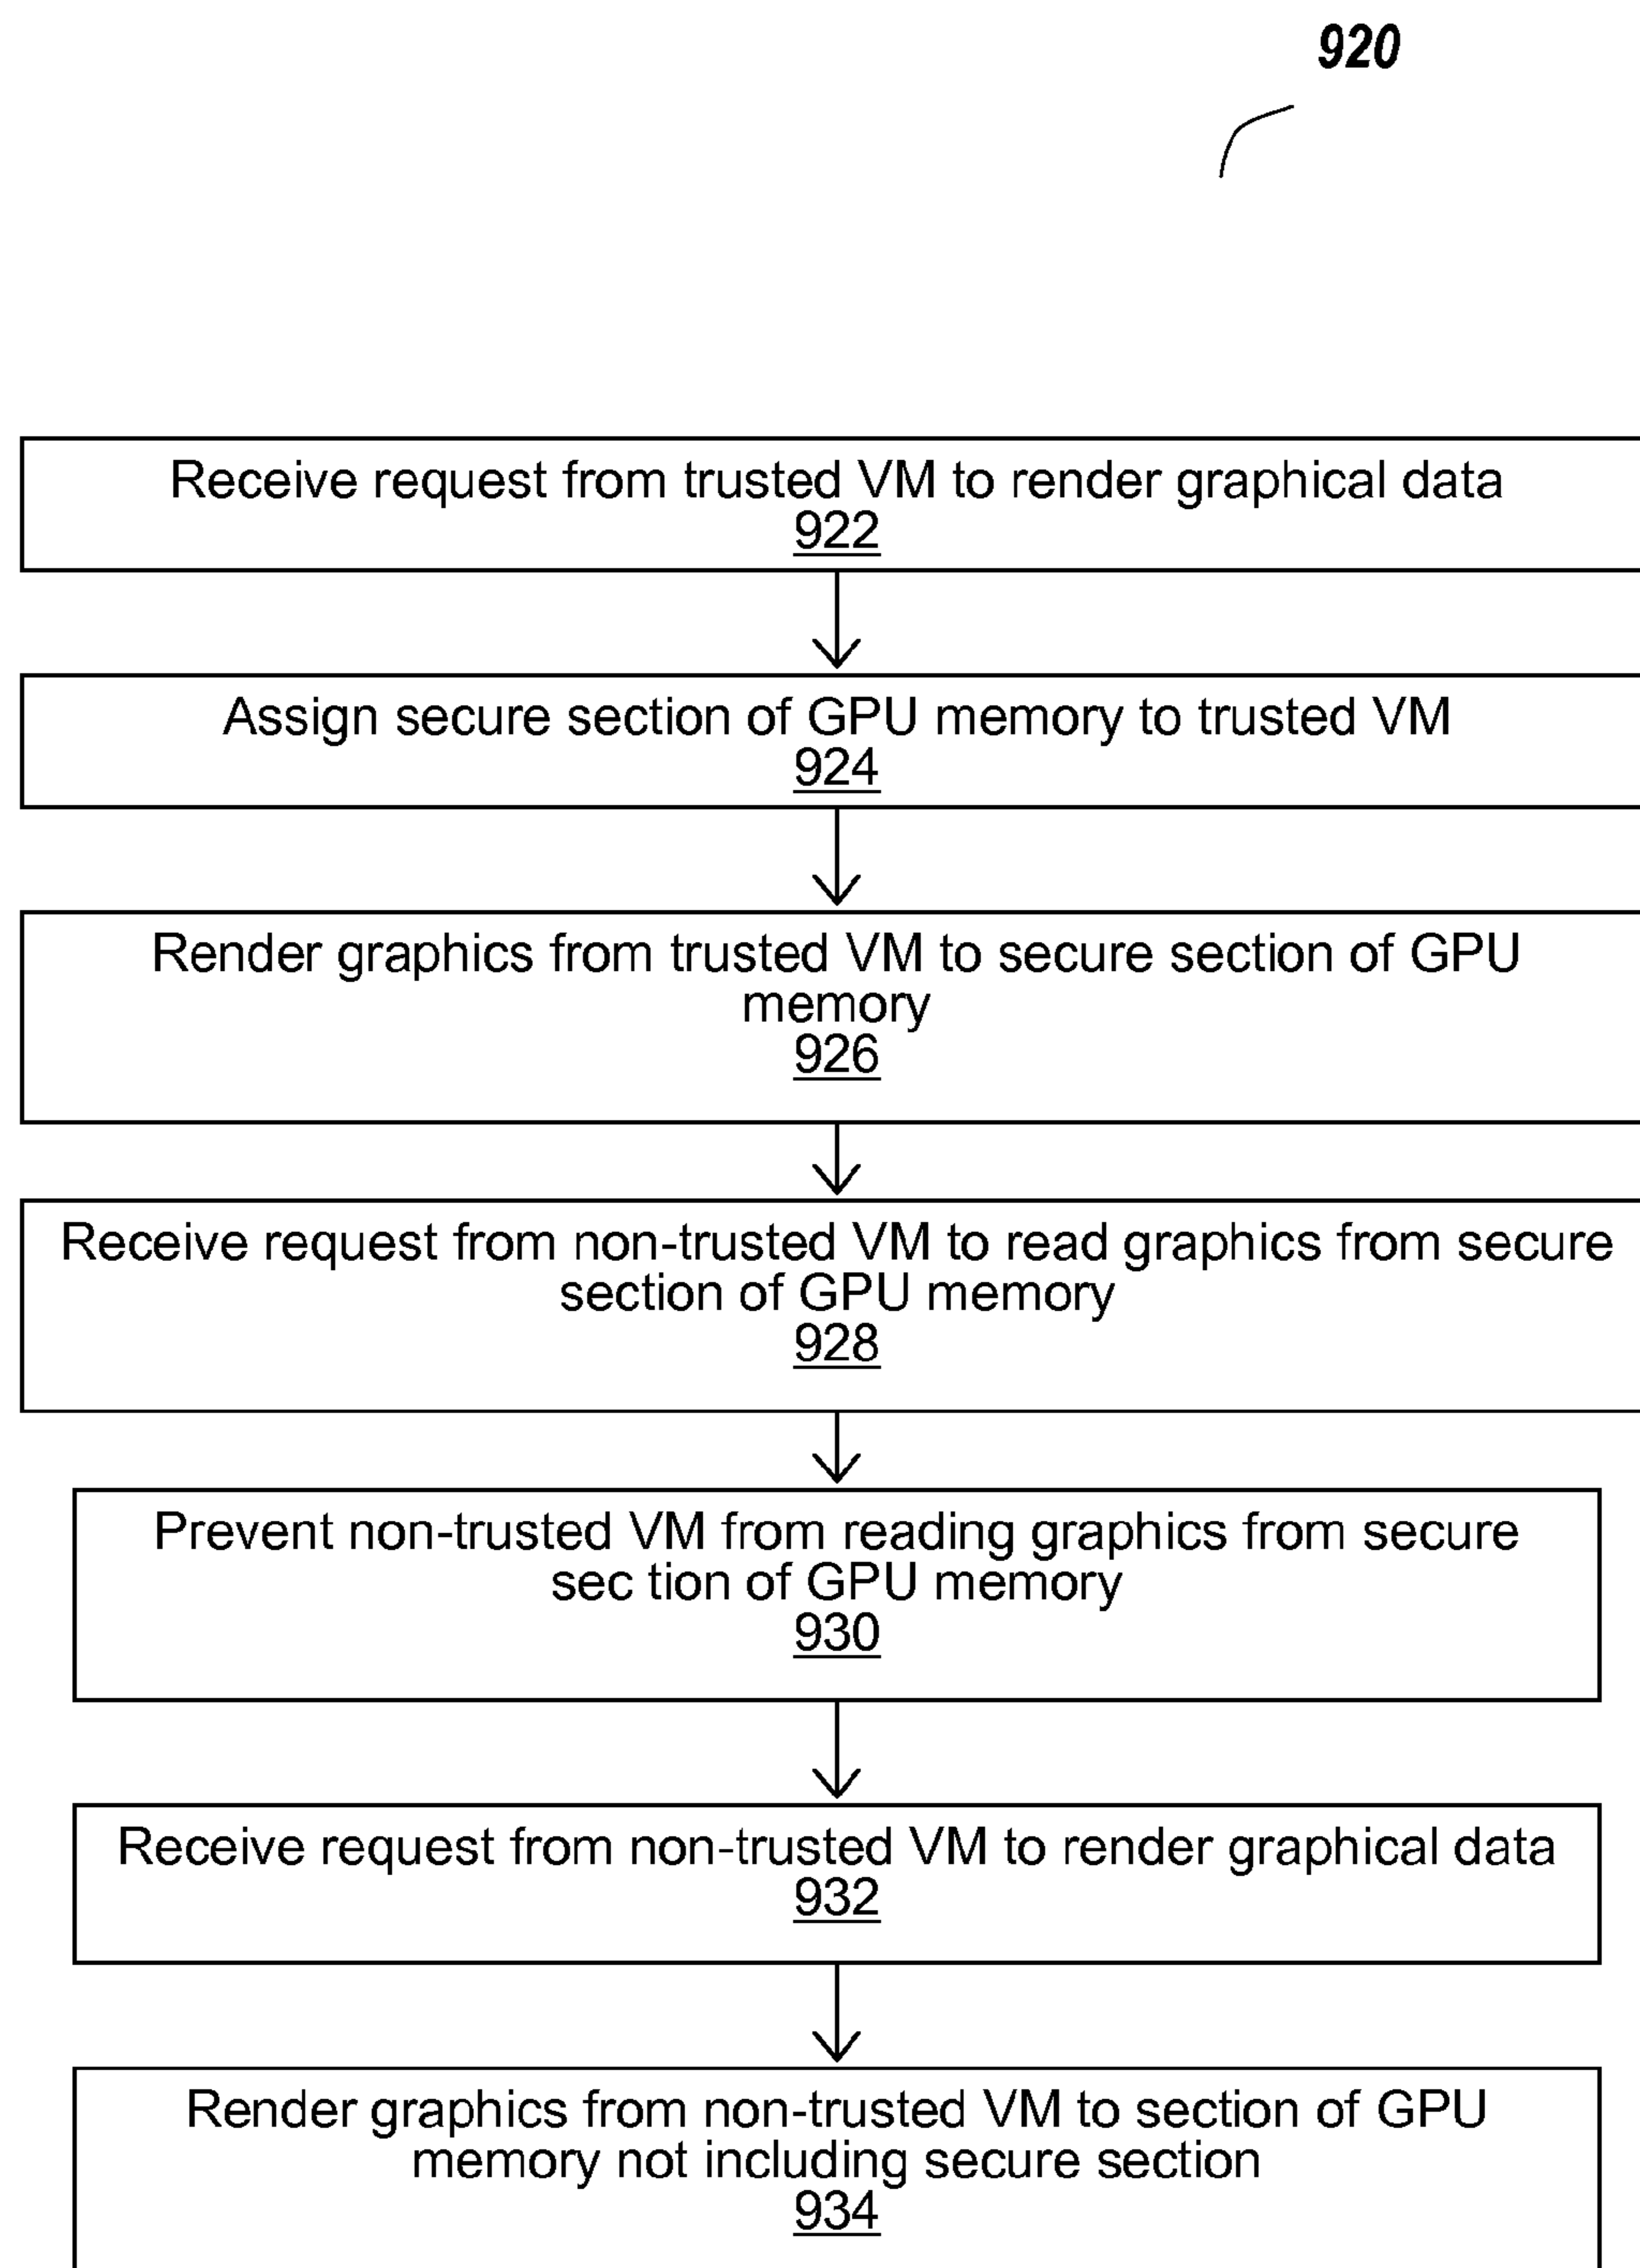 920
Receive request from trusted VM to render graphical data
922
Assign secure section of GPU memory to trusted VM
924
Render graphics from trusted VM to secure section of GPU
memory
926
Receive request from non-trusted VM to read graphics from secure
section of GPU memory
928
Prevent non-trusted VM from reading graphics from secure
sec tion of GPU memory
930
Receive request from non-trusted VM to render graphical data
932
Render graphics from non-trusted VM to section of GPU
memory not including secure section
934